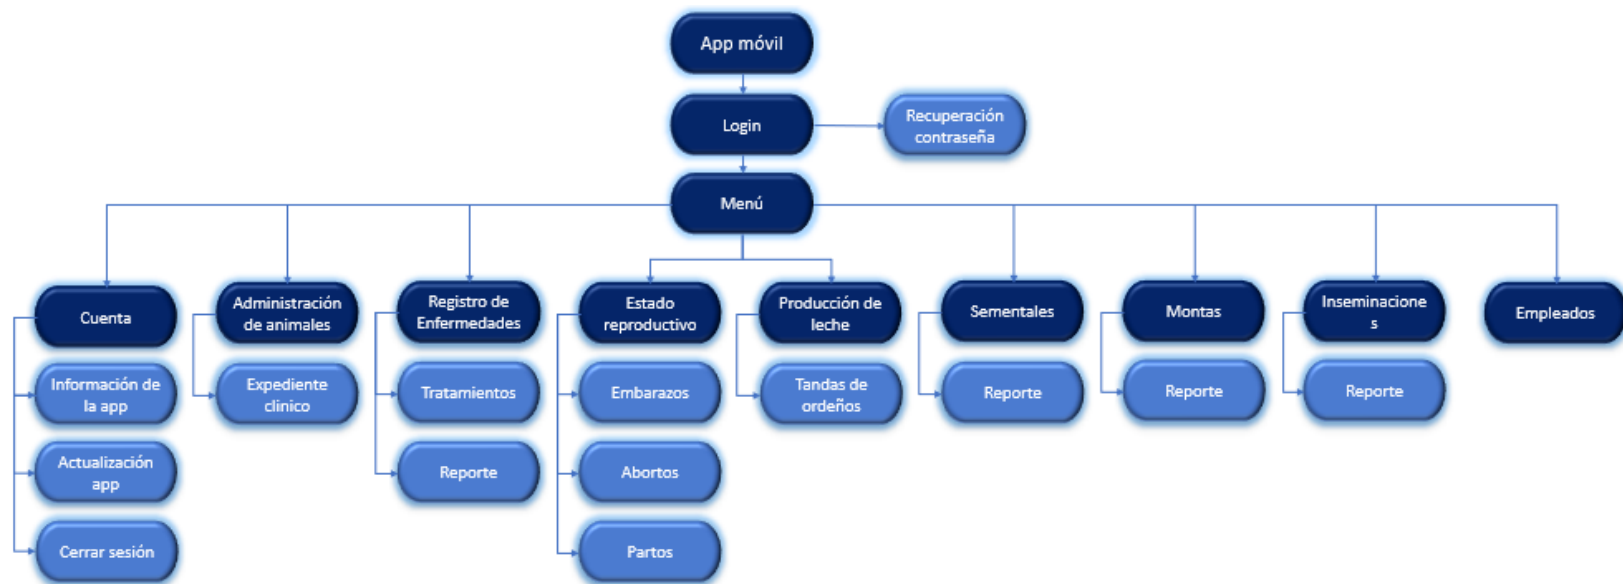 App móvil
Login
Recuperación
contraseña
Menú
Cuenta
Administración
de animales
Registro de
Enfermedades
Estado
reproductivo
Producción de
leche
Sementales
Montas
Inseminacione
s
Empleados
Información de
la app
Expediente
clinico
Tratamientos
Embarazos
Tandas de
ordeños
Reporte
Reporte
Reporte
Actualización
app
Reporte
Abortos
Cerrar sesión
Partos